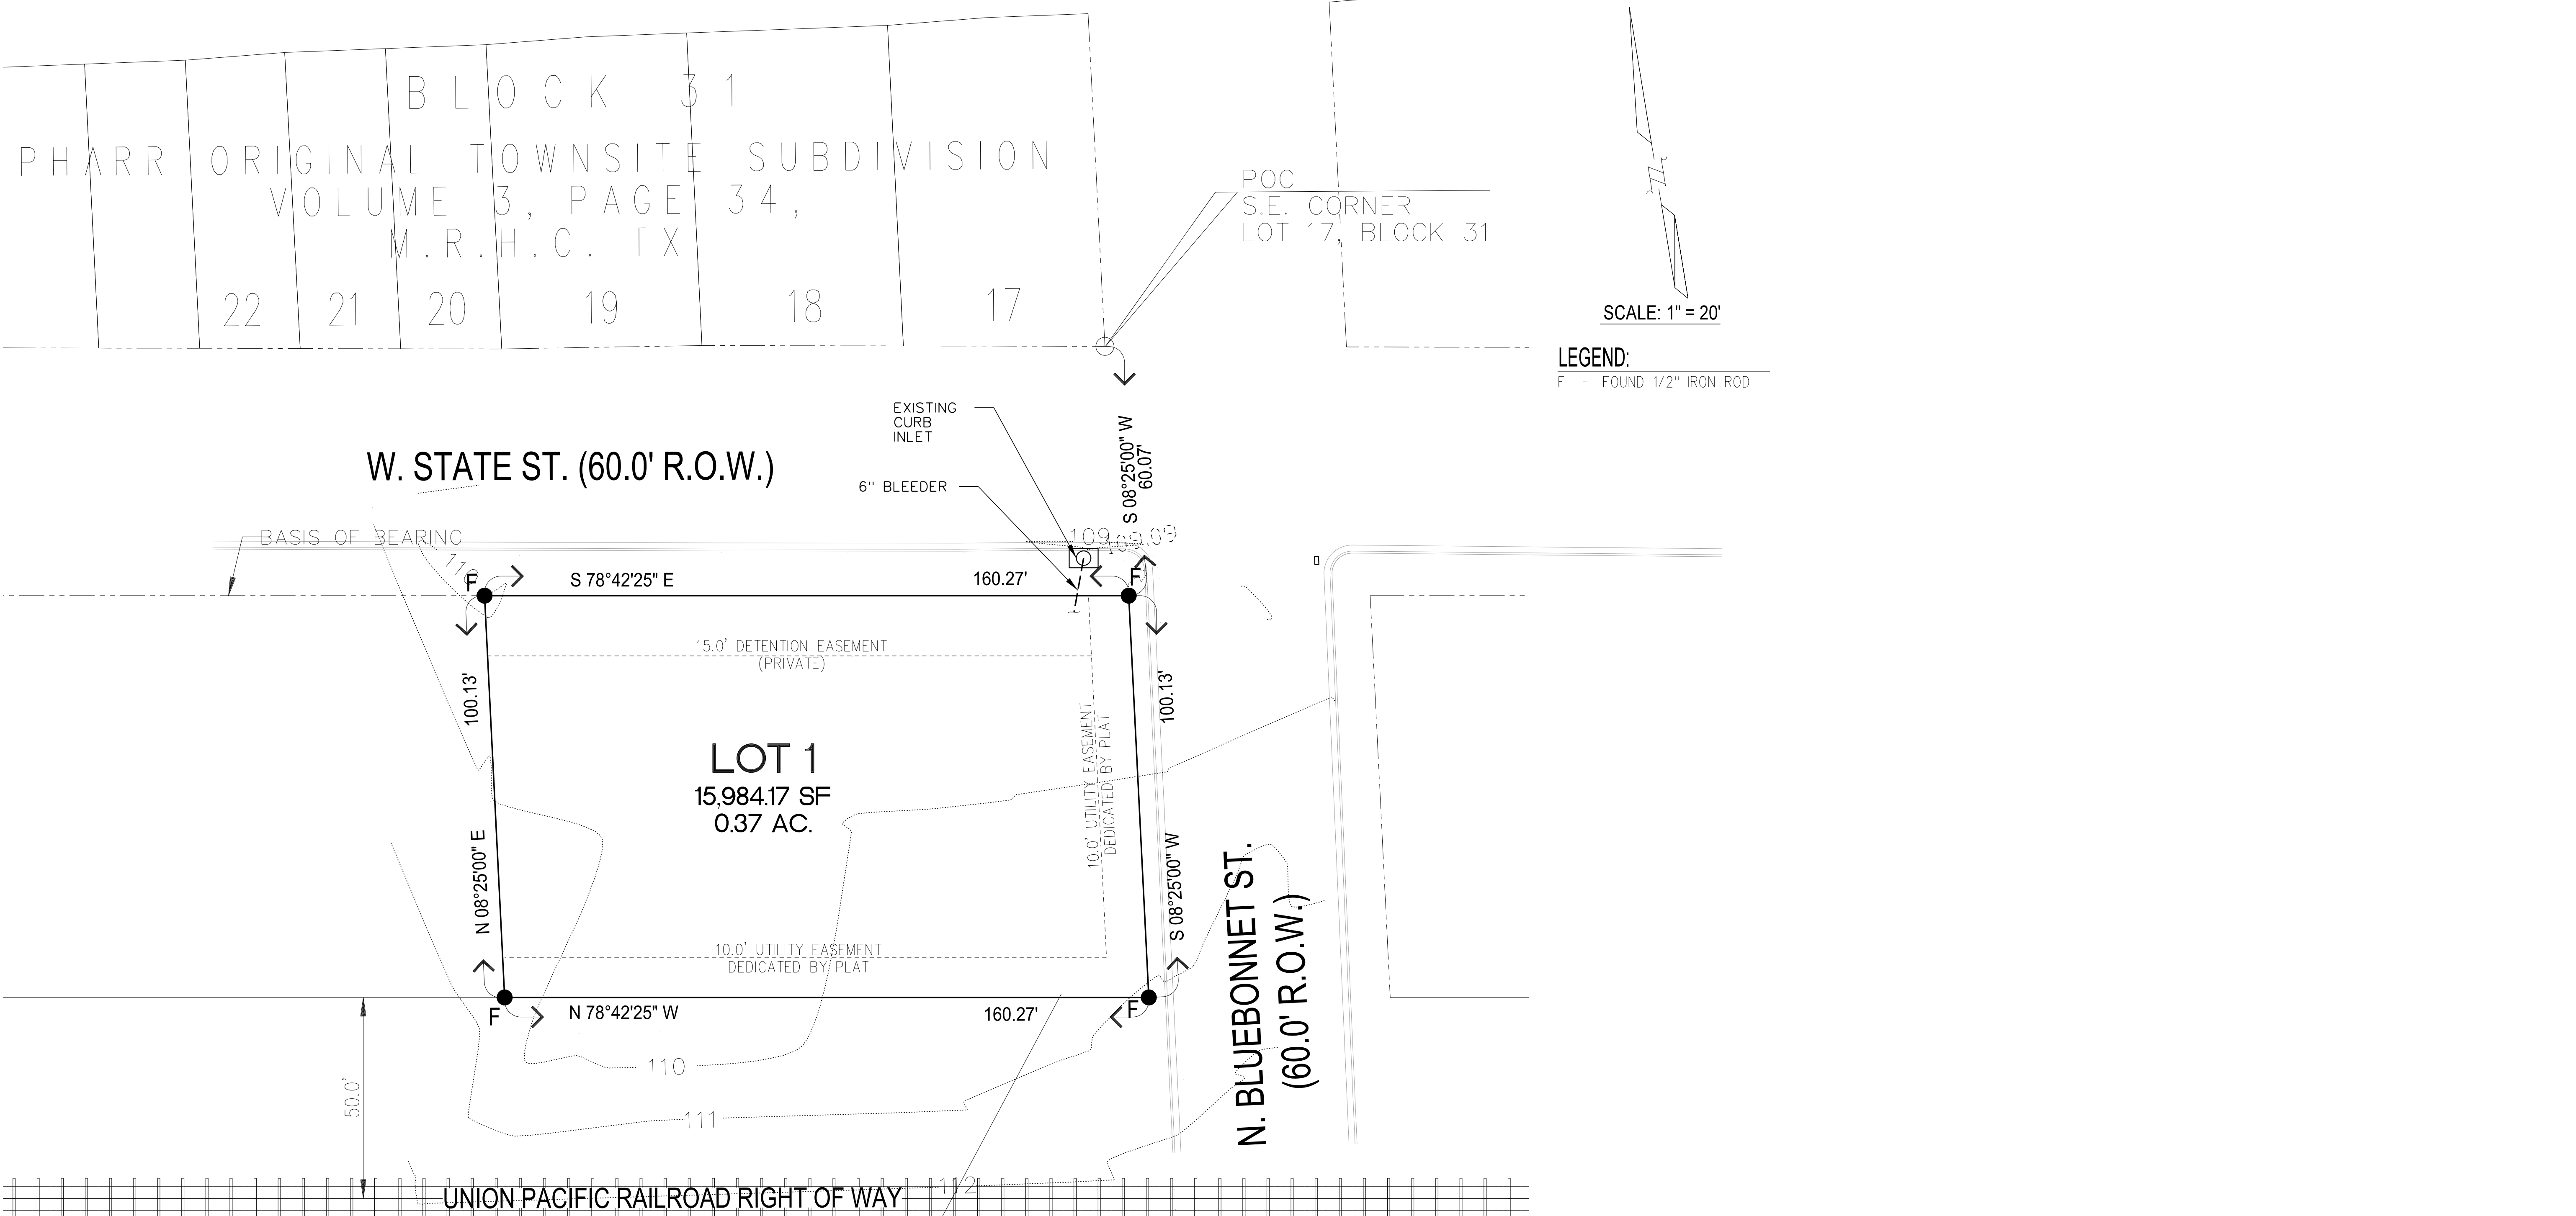 BLOCK 31
PHARR ORIGINAL TOWNSITE SUBDIVISION
VOLUME 3, PAGE 34,
M.R.H.C. TX
22
21
20
19
18
17
POC
S.E. CORNER
LOT 17, BLOCK 31
SCALE: 1" = 20'
LEGEND:
F - FOUND 1/2" IRON ROD
EXISTING
CURB
INLET
W. STATE ST. (60.0' R.O.W.)
6" BLEEDER
S 08°25'00" W
60.07'
BASIS OF BEARING
109
109.09
110
F
S 78°42'25" E
160.27'
F
15.0' DETENTION EASEMENT
(PRIVATE)
100.13'
100.13'
LOT 1
15,984.17 SF
0.37 AC.
10.0' UTILITY EASEMENT
DEDICATED BY PLAT
N 08°25'00" E
S 08°25'00" W
N. BLUEBONNET ST.
(60.0' R.O.W.)
10.0' UTILITY EASEMENT
DEDICATED BY PLAT
F
N 78°42'25" W
160.27'
F
110
50.0'
111
112
UNION PACIFIC RAILROAD RIGHT OF WAY